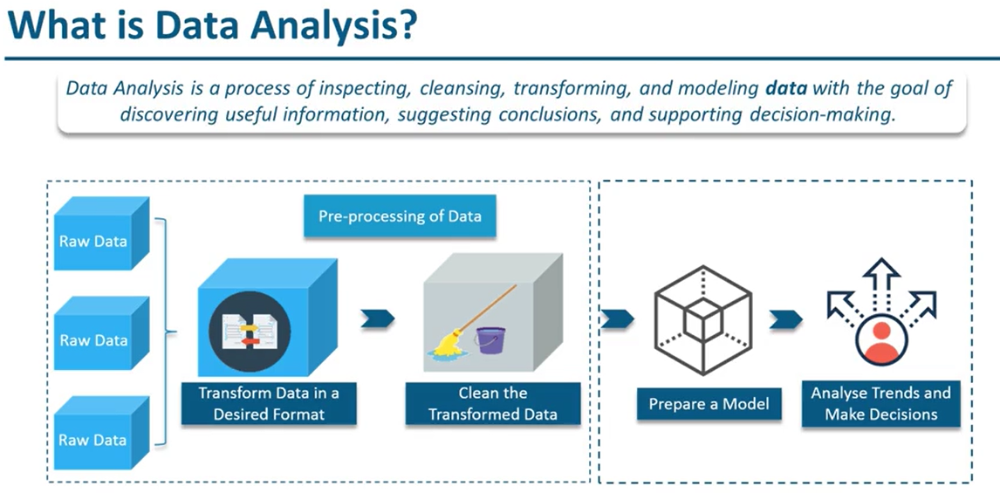 What is Data Analysis?
Data Analysis is a process of inspecting, cleansing, transforming, and modeling data with the goal of
discovering useful information, suggesting conclusions, and supporting decision-making.
Pre-processing of Data
Raw Data
Raw Data
Raw Data
Transform Data in a
Desired Format
Clean the
Transformed Data
Prepare a Model
Analyse Trends and
Make Decisions